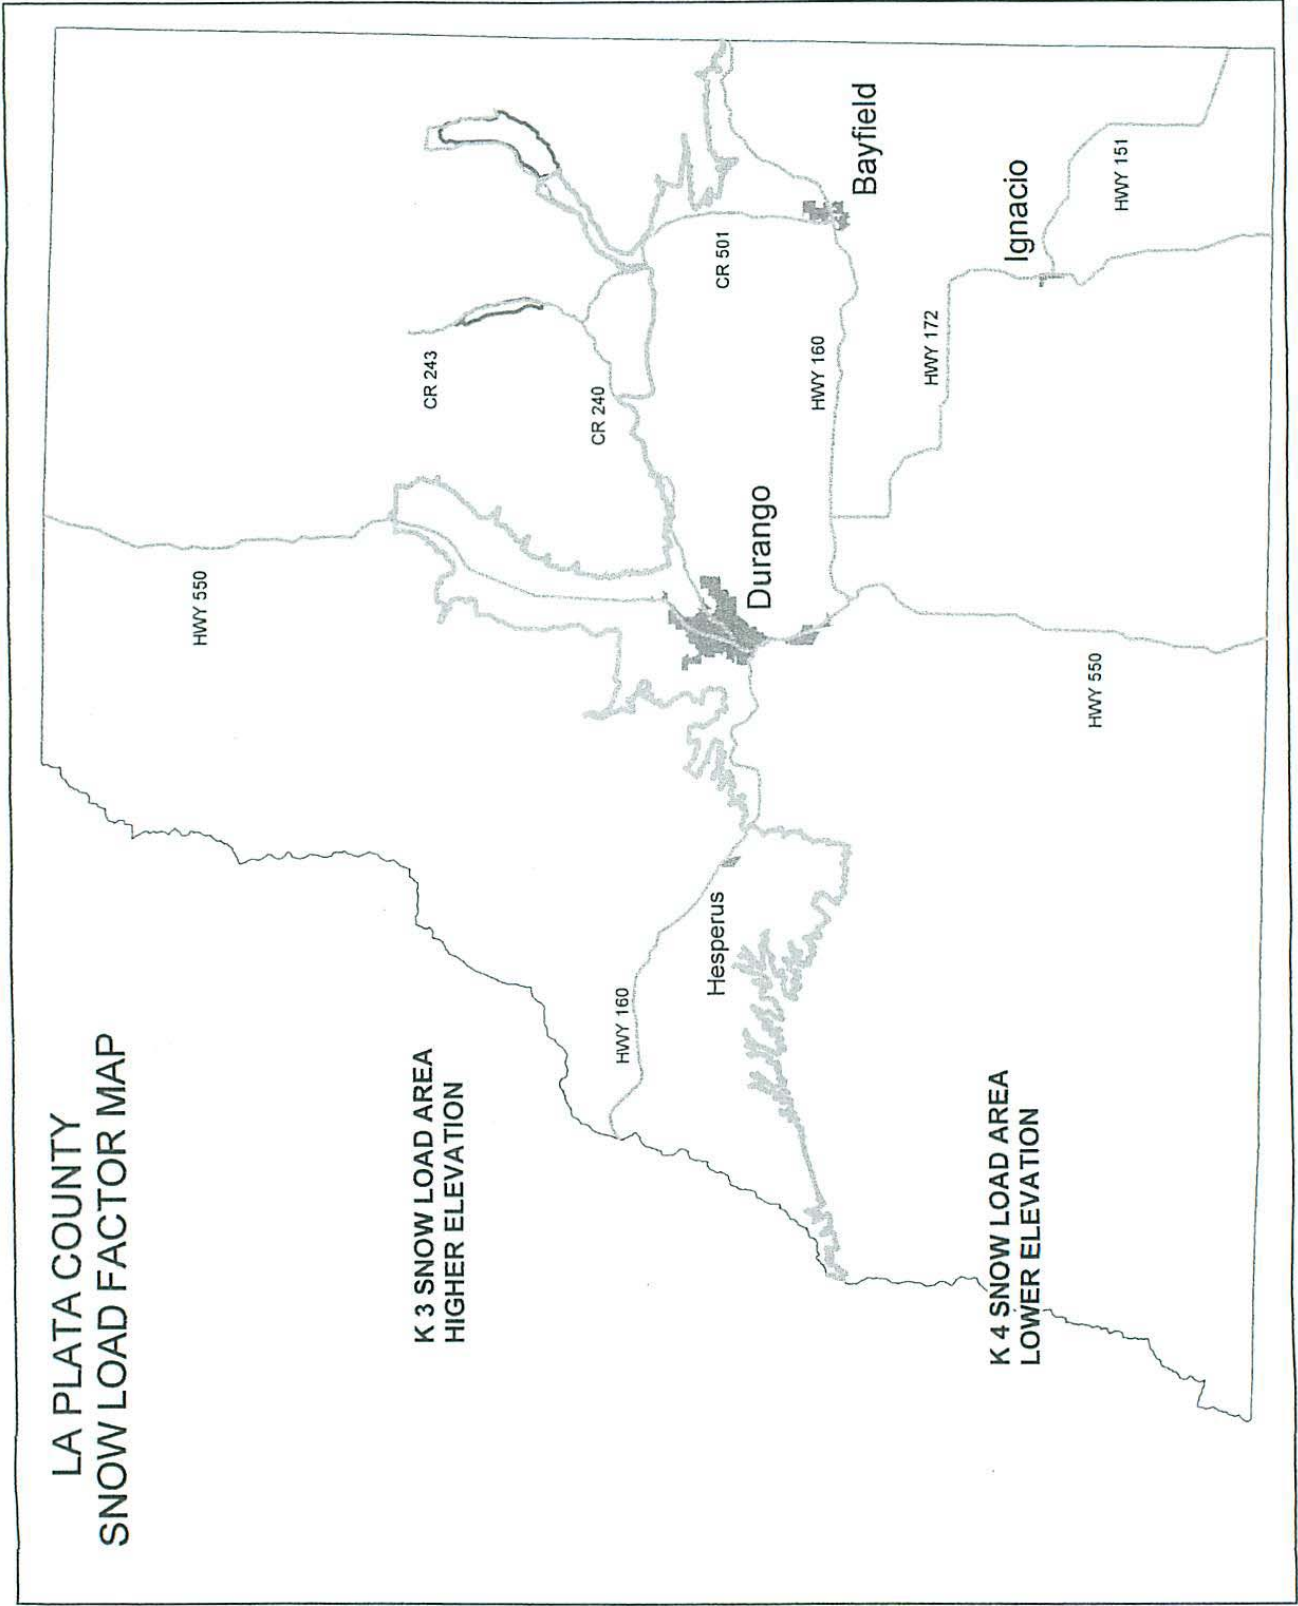 LA PLATA COUNTY
SNOW LOAD FACTOR MAP
HWY 550
K 3 SNOW LOAD AREA
HIGHER ELEVATION
CR 243
CR 240
HWY 160
Hesperus
Durango
CR 501
Bayfield
HWY 160
HWY 172
Ignacio
K 4 SNOW LOAD AREA
LOWER ELEVATION
HWY 550
HWY 151